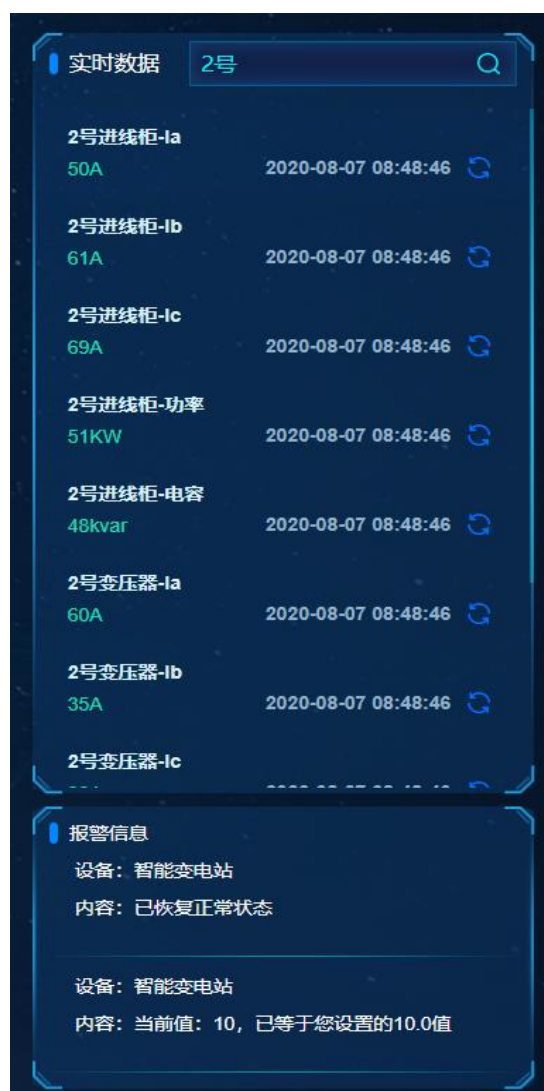 实时数据 2号
2号进线柜-Ia
50A 2020-08-07 08:48:46
2号进线柜-Ib
61A 2020-08-07 08:48:46
2号进线柜-Ic
69A 2020-08-07 08:48:46
2号进线柜-功率
51KW 2020-08-07 08:48:46
2号进线柜-电容
48kvar 2020-08-07 08:48:46
2号变压器-Ia
60A 2020-08-07 08:48:46
2号变压器-Ib
35A 2020-08-07 08:48:46
2号变压器-Ic
报警信息
设备：智能变电站
内容：已恢复正常状态
设备：智能变电站
内容：当前值：10，已等于您设置的10.0值